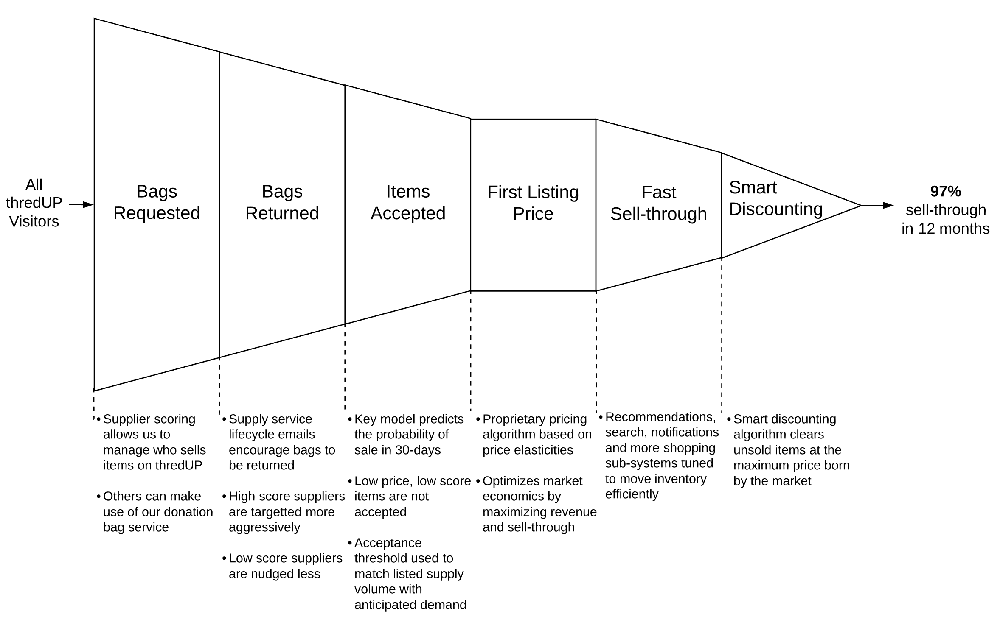 All
thredUP
Visitors
Bags
Requested
Bags
Returned
Items
Accepted
First Listing
Price
Fast
Sell-through
Smart
Discounting
97%
sell-through
in 12 months
• Supplier scoring
allows us to
manage who sells
items on thredUP
• Others can make
use of our donation
bag service
• Supply service
lifecycle emails
encourage bags to
be returned
• High score suppliers
are targetted more
aggressively
• Low score suppliers
are nudged less
• Key model predicts
the probability of
sale in 30-days
• Low price, low score
items are not
accepted
• Acceptance
threshold used to
match listed supply
volume with
anticipated demand
• Proprietary pricing
algorithm based on
price elasticities
• Optimizes market
economics by
maximizing revenue
and sell-through
• Recommendations,
search, notifications
and more shopping
sub-systems tuned
to move inventory
efficiently
• Smart discounting
algorithm clears
unsold items at the
maximum price born
by the market